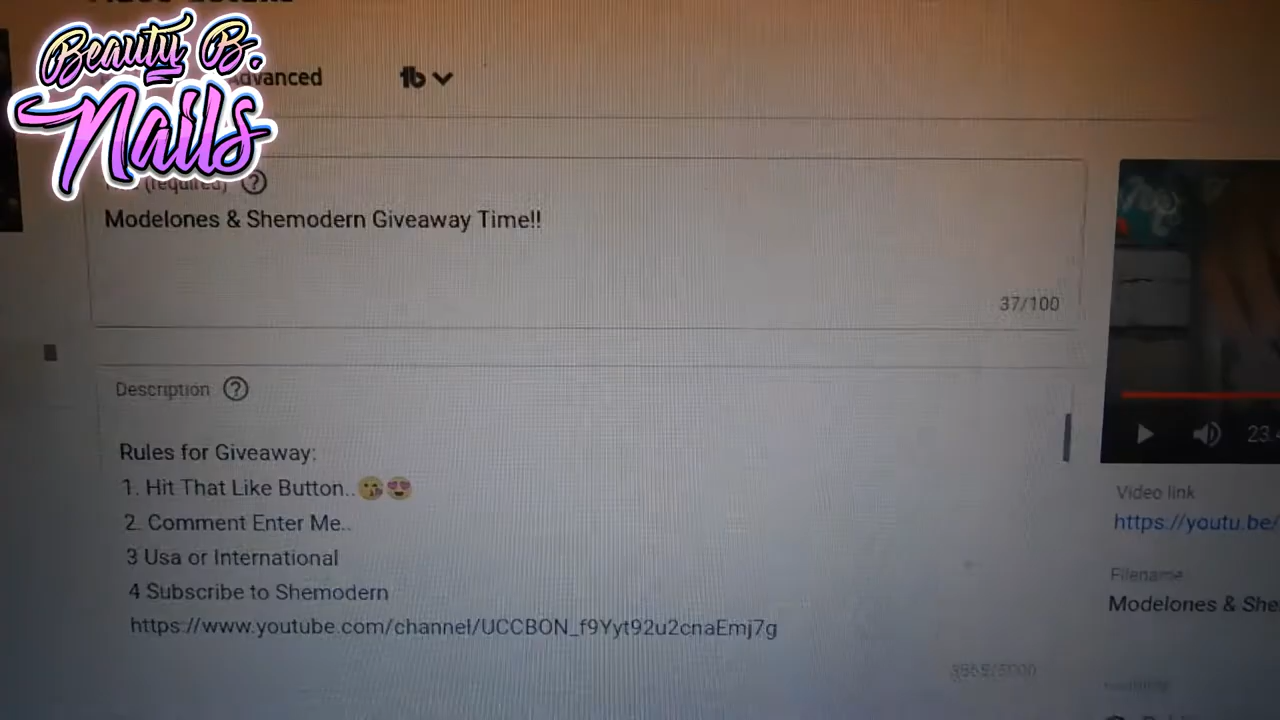 Beauty B.
Nails
Advanced
tb
(required)
Modelones & Shemodern Giveaway Time!!
37/100
Description
Rules for Giveaway:
1. Hit That Like Button..😘😍
2. Comment Enter Me..
3 Usa or International
4 Subscribe to Shemodern
https://www.youtube.com/channel/UCCBON_f9Yyt92u2cnaEmj7g
Video link
https://youtu.be/
Filename
Modelones & She